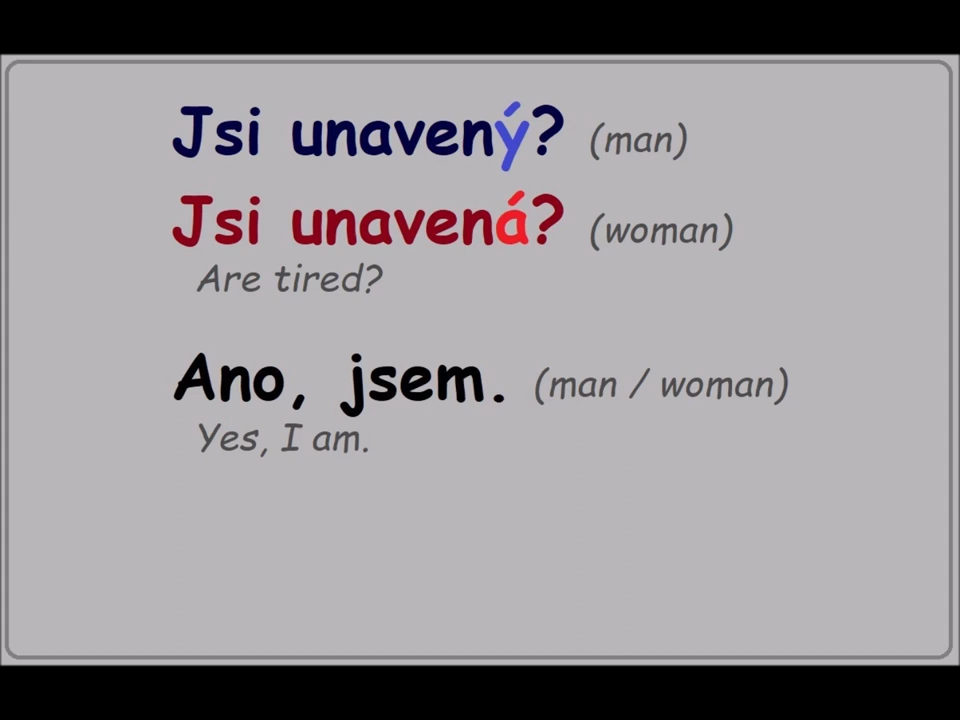 Jsi unavený? (man)
Jsi unavená? (woman)
Are tired?
Ano, jsem. (man / woman)
Yes, I am.